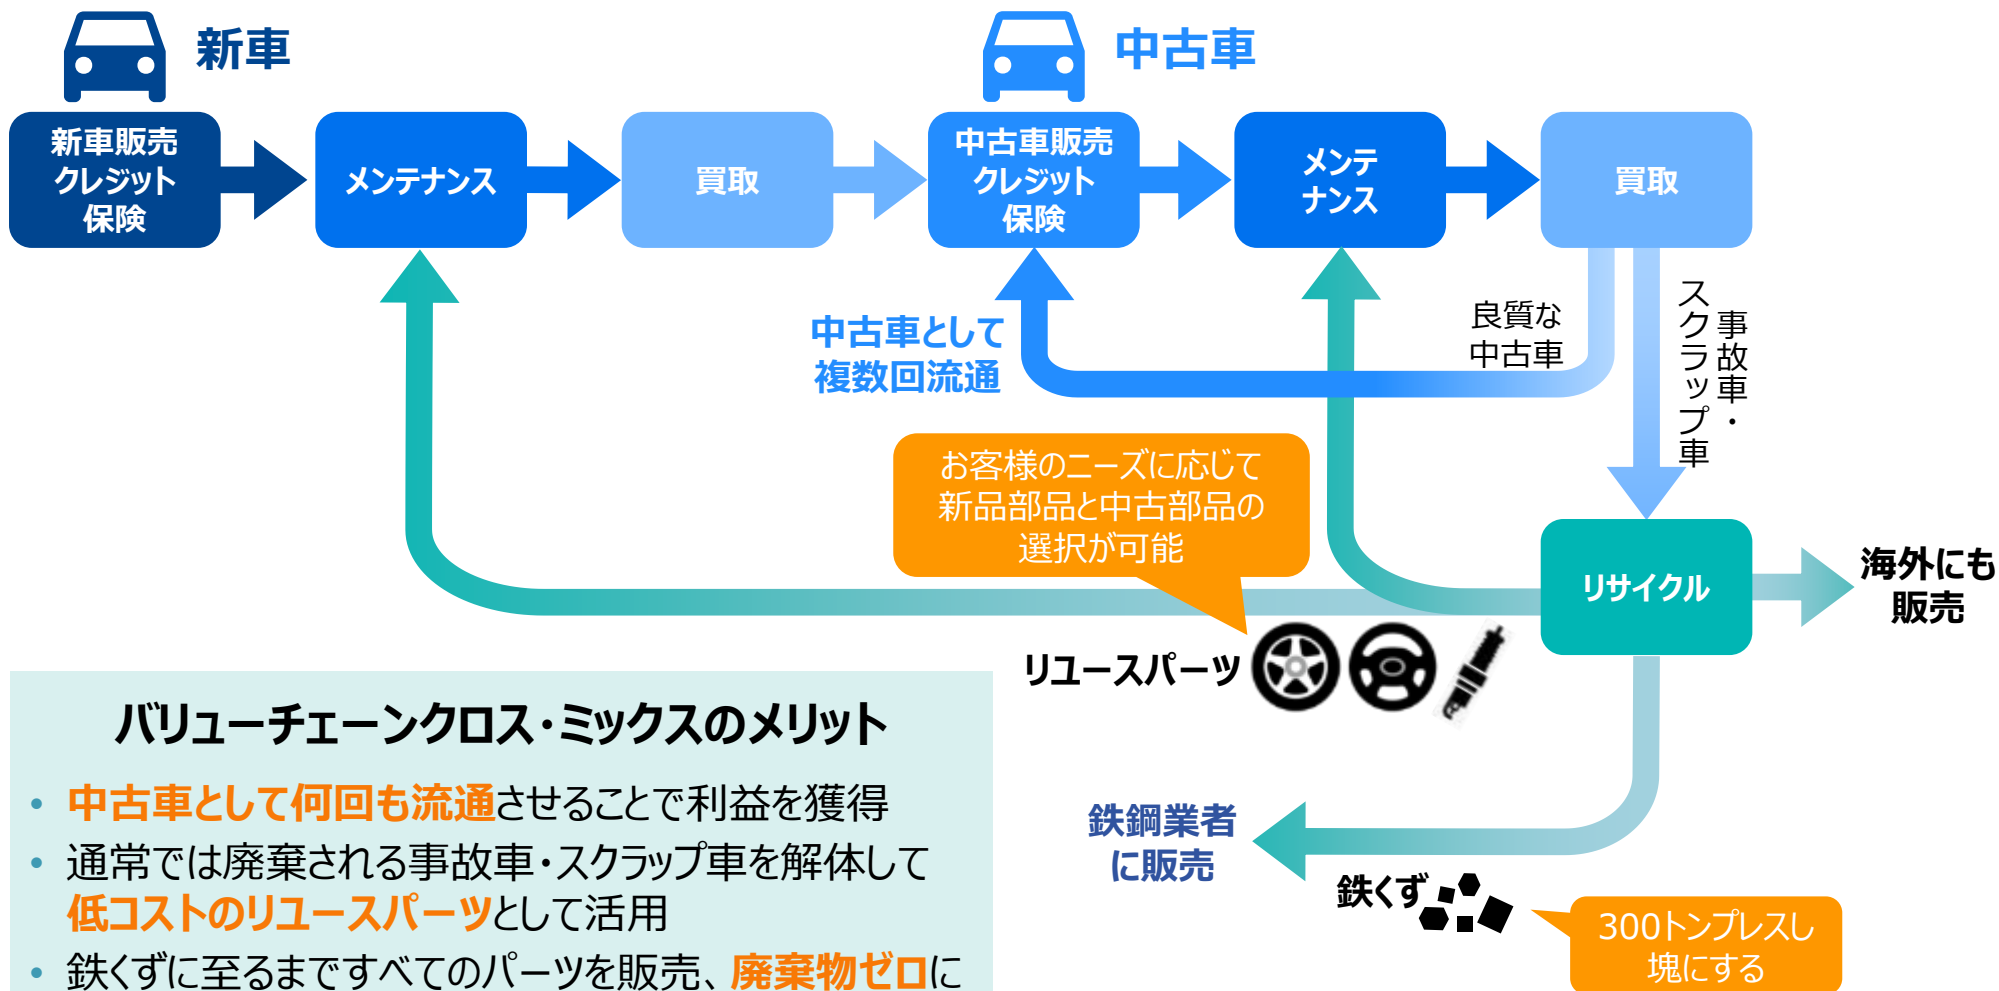 新車
中古車
新車販売
クレジット
保険
メンテナンス
買取
中古車販売
クレジット
保険
メンテ
ナンス
買取
中古車として
複数回流通
良質な
中古車
事故車・
スクラップ車
お客様のニーズに応じて
新品部品と中古部品の
選択が可能
リサイクル
海外にも
販売
リユースパーツ
バリューチェーンクロス・ミックスのメリット
• 中古車として何回も流通させることで利益を獲得
• 通常では廃棄される事故車・スクラップ車を解体して
低コストのリユースパーツとして活用
• 鉄くずに至るまですべてのパーツを販売、廃棄物ゼロに
鉄鋼業者
に販売
鉄くず
300トンプレスし
塊にする